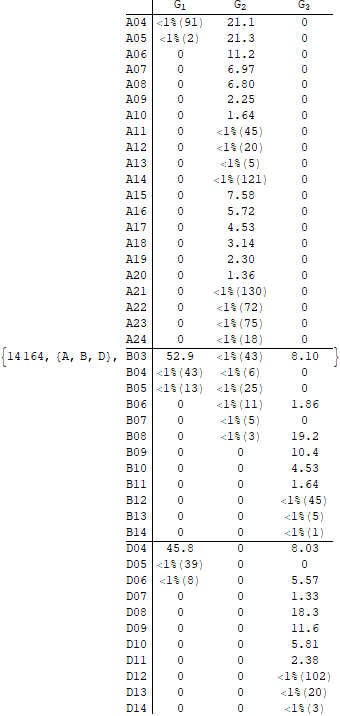 G1 G2 G3
A04 <1%(91) 21.1 0
A05 <1%(2) 21.3 0
A06 0 11.2 0
A07 0 6.97 0
A08 0 6.80 0
A09 0 2.25 0
A10 0 1.64 0
A11 0 <1%(45) 0
A12 0 <1%(20) 0
A13 0 <1%(5) 0
A14 0 <1%(121) 0
A15 0 7.58 0
A16 0 5.72 0
A17 0 4.53 0
A18 0 3.14 0
A19 0 2.30 0
A20 0 1.36 0
A21 0 <1%(130) 0
A22 0 <1%(72) 0
A23 0 <1%(75) 0
A24 0 <1%(18) 0
{14164, {A, B, D}, B03 52.9 <1%(43) 8.10 }
B04 <1%(43) <1%(6) 0
B05 <1%(13) <1%(25) 0
B06 0 <1%(11) 1.86
B07 0 <1%(5) 0
B08 0 <1%(3) 19.2
B09 0 0 10.4
B10 0 0 4.53
B11 0 0 1.64
B12 0 0 <1%(45)
B13 0 0 <1%(5)
B14 0 0 <1%(1)
D04 45.8 0 8.03
D05 <1%(39) 0 0
D06 <1%(8) 0 5.57
D07 0 0 1.33
D08 0 0 18.3
D09 0 0 11.6
D10 0 0 5.81
D11 0 0 2.38
D12 0 0 <1%(102)
D13 0 0 <1%(20)
D14 0 0 <1%(3)